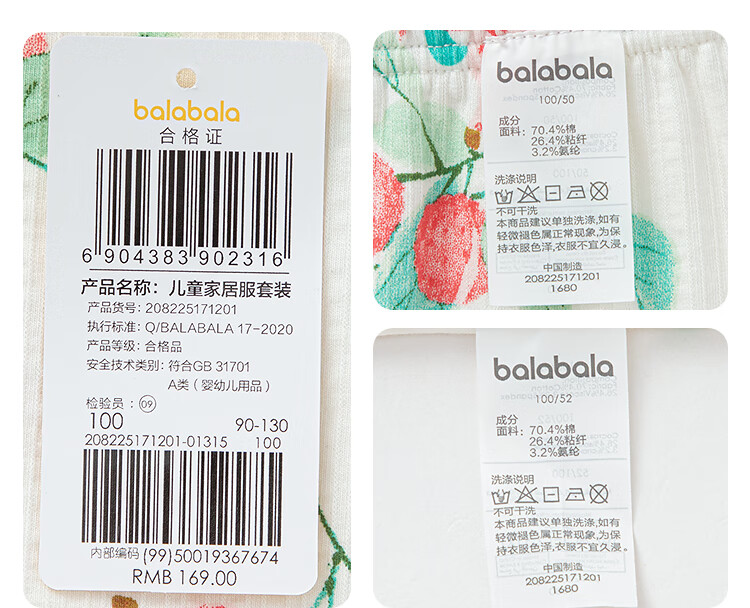 balabala
合格证
6 904383 902316
产品名称: 儿童家居服套装
产品货号: 208225171201
执行标准: Q/BALABALA 17-2020
产品等级: 合格品
安全技术类别: 符合GB 31701
A类（婴幼儿用品）
检验员: 09
100 90-130
208225171201-01315 100
内部编码 (99)50019367674
RMB 169.00
balabala
100/50
成分
面料: 70.4%棉
26.4%粘纤
3.2%氨纶
洗涤说明
不可干洗
本商品建议单独洗涤,如有
轻微褪色属正常现象,为保
持衣服色泽,衣服不宜久浸。
中国制造
208225171201
1680
balabala
100/52
成分
面料: 70.4%棉
26.4%粘纤
3.2%氨纶
洗涤说明
不可干洗
本商品建议单独洗涤,如有
轻微褪色属正常现象,为保
持衣服色泽,衣服不宜久浸。
中国制造
208225171201
1680